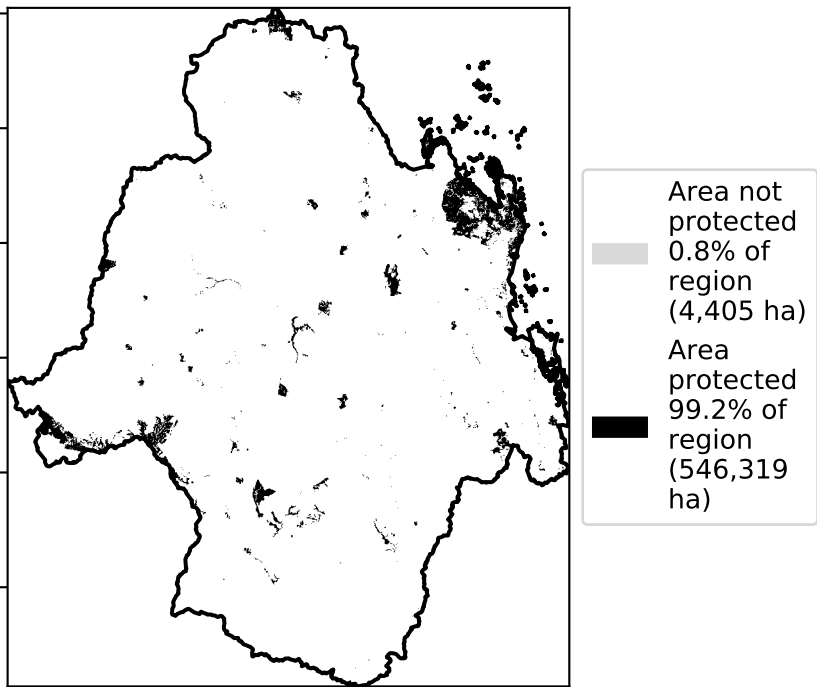 Area not
protected
0.8% of
region
(4,405 ha)
Area
protected
99.2% of
region
(546,319
ha)